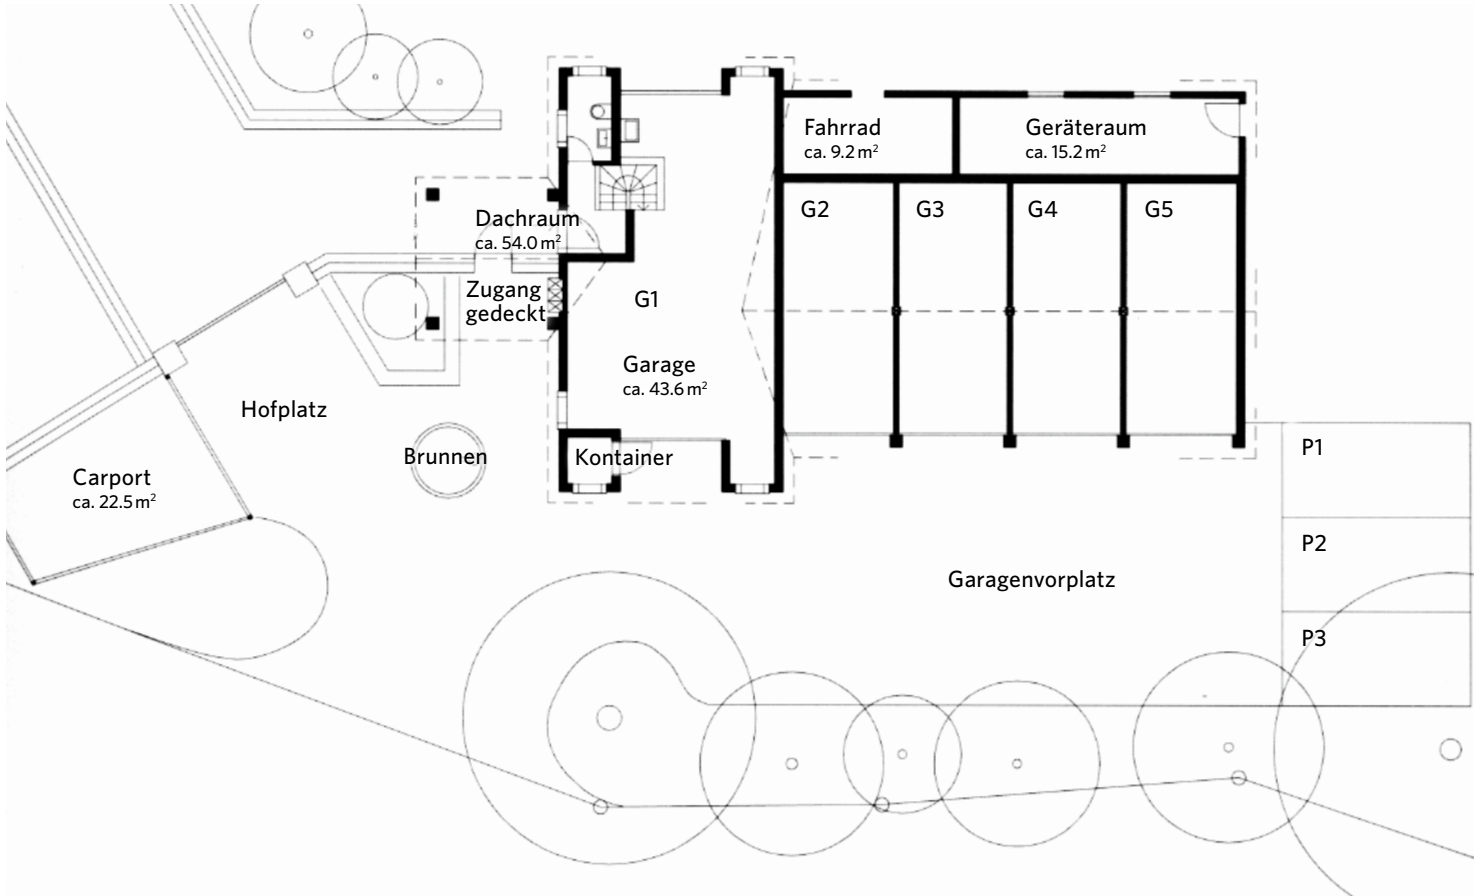 Fahrrad
ca. 9.2 m²
Geräteraum
ca. 15.2 m²
Dachraum
ca. 54.0 m²
G2
G3
G4
G5
Zugang
gedeckt
G1
Garage
ca. 43.6 m²
Hofplatz
Brunnen
Kontainer
Carport
ca. 22.5 m²
P1
P2
P3
Garagenvorplatz